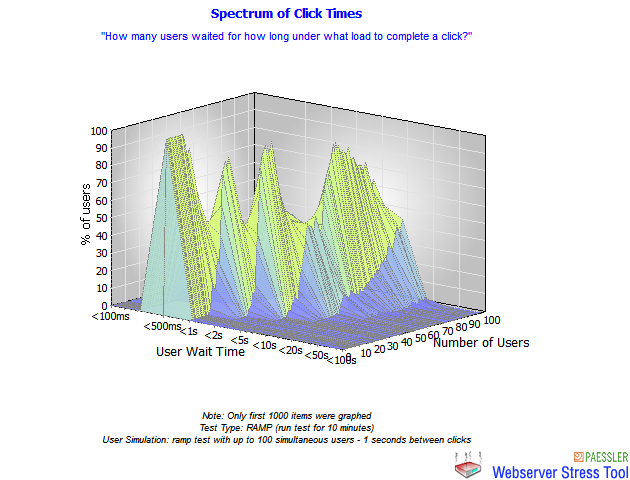 Spectrum of Click Times
"How many users waited for how long under what load to complete a click?"
100
90
80
70
60
50
40
30
20
10
0
% of users
<100ms
<500ms
<1s
<2s
<5s
<10s
<20s
<50s
<100s
User Wait Time
0
10
20
30
40
50
60
70
80
90
100
Number of Users
Note: Only first 1000 items were graphed
Test Type: RAMP (run test for 10 minutes)
User Simulation: ramp test with up to 100 simultaneous users - 1 seconds between clicks
PAESSLER
Webserver Stress Tool